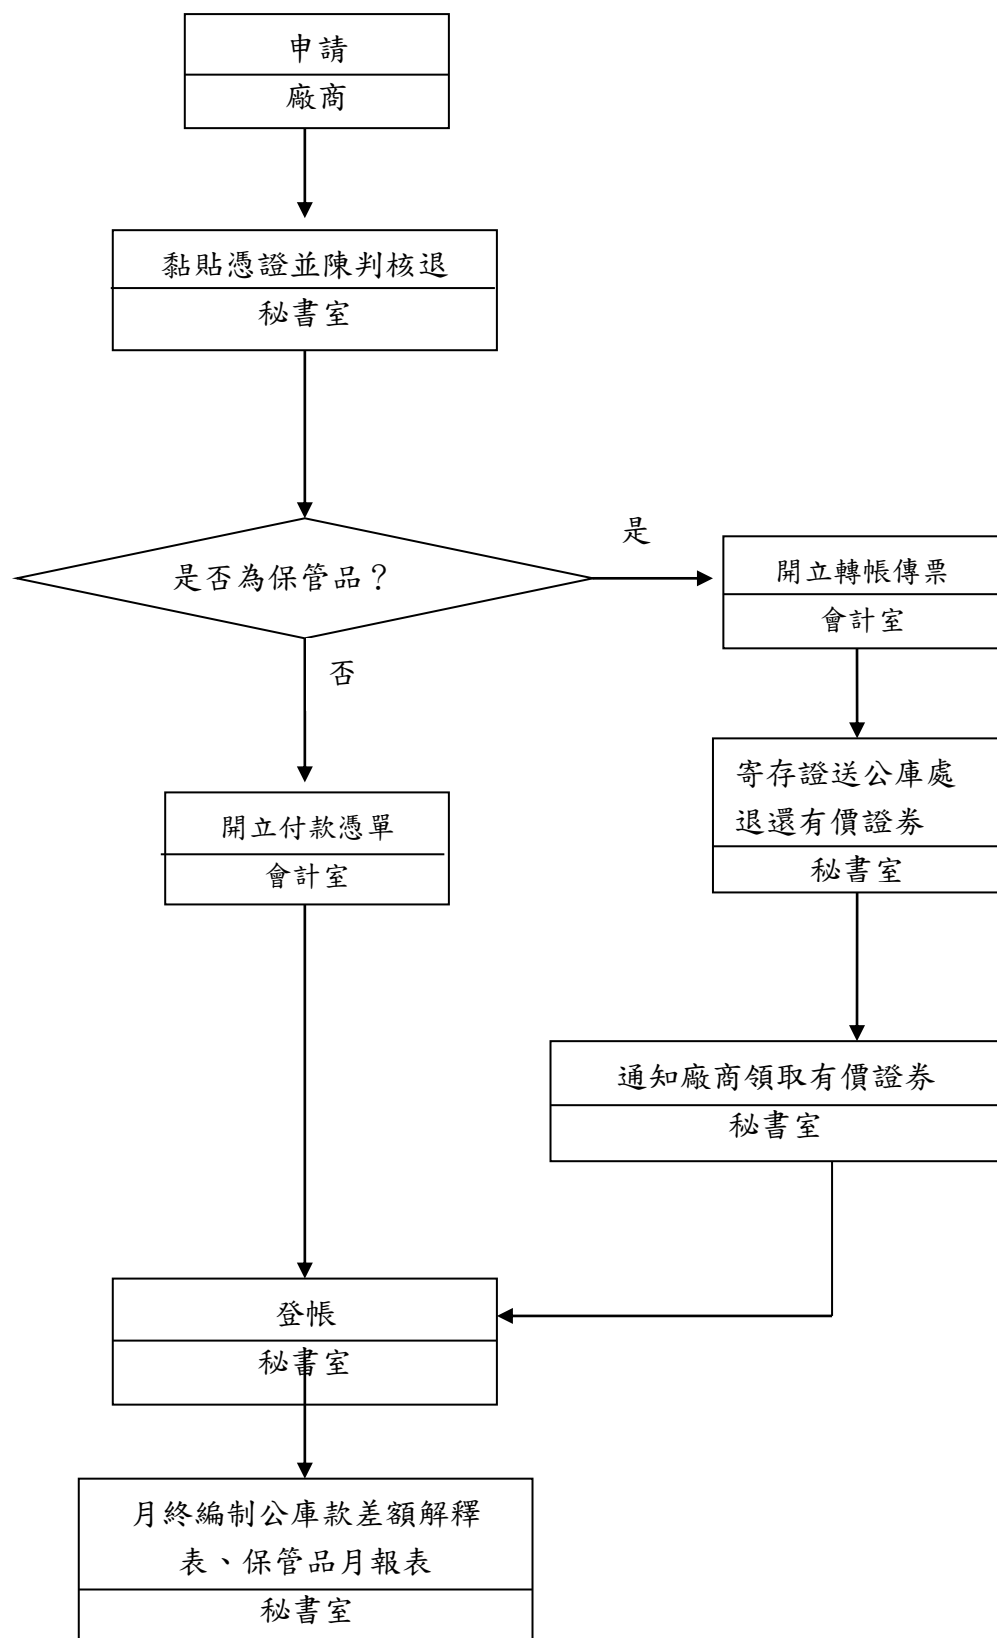 申請
廠商
黏貼憑證並陳判核退
秘書室
是否為保管品？
是
開立轉帳傳票
會計室
否
寄存證送公庫處
退還有價證券
秘書室
開立付款憑單
會計室
通知廠商領取有價證券
秘書室
登帳
秘書室
月終編制公庫款差額解釋
表、保管品月報表
秘書室